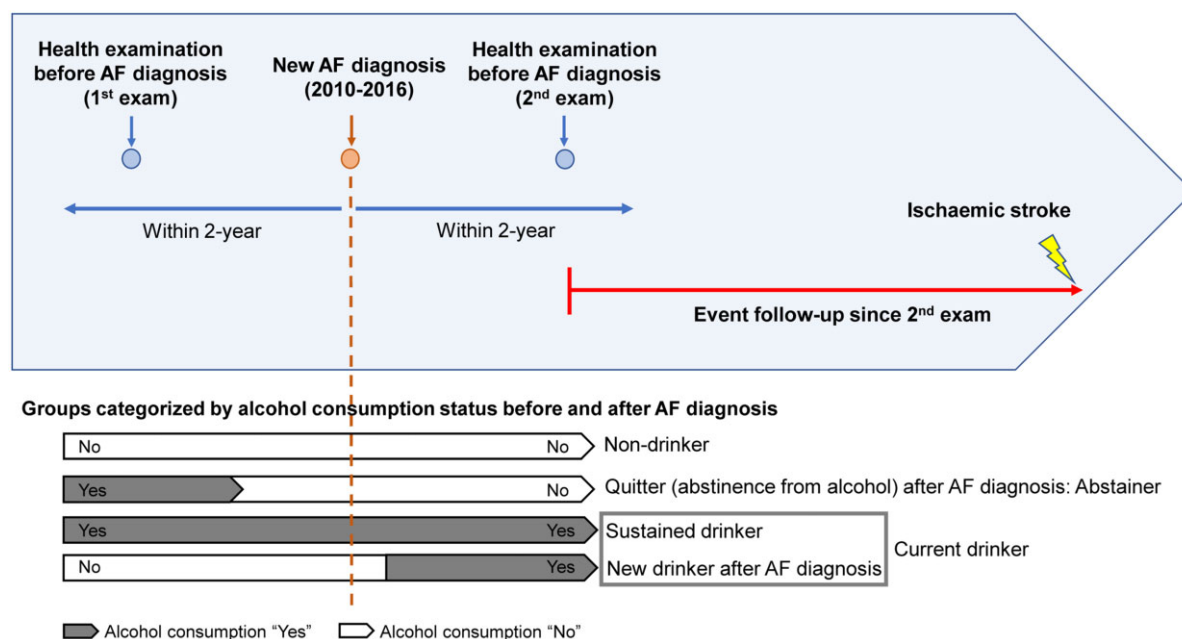 Health examination
before AF diagnosis
(1st exam)
New AF diagnosis
(2010-2016)
Health examination
before AF diagnosis
(2nd exam)
Within 2-year
Within 2-year
Ischaemic stroke
Event follow-up since 2nd exam
Groups categorized by alcohol consumption status before and after AF diagnosis
No No Non-drinker
Yes No Quitter (abstinence from alcohol) after AF diagnosis: Abstainer
Yes Yes Sustained drinker
Current drinker
No Yes New drinker after AF diagnosis
Alcohol consumption “Yes” Alcohol consumption “No”